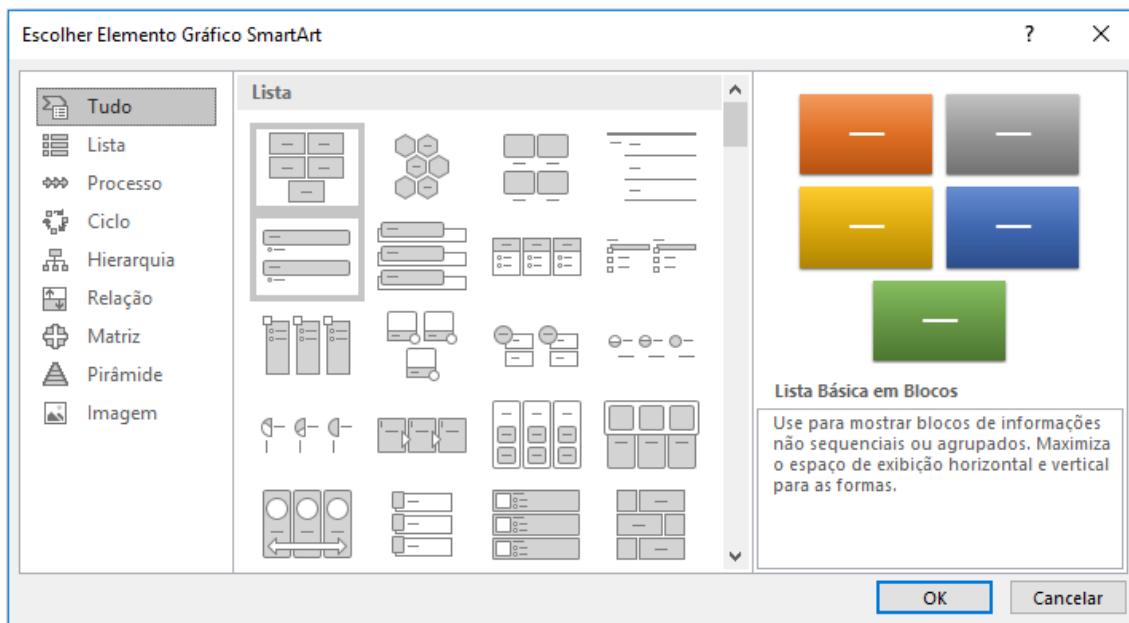 Escolher Elemento Gráfico SmartArt
?
Tudo
Lista
Processo
Ciclo
Hierarquia
Relação
Matriz
Pirâmide
Imagem
Lista
Lista Básica em Blocos
Use para mostrar blocos de informações
não sequenciais ou agrupados. Maximiza
o espaço de exibição horizontal e vertical
para as formas.
OK
Cancelar